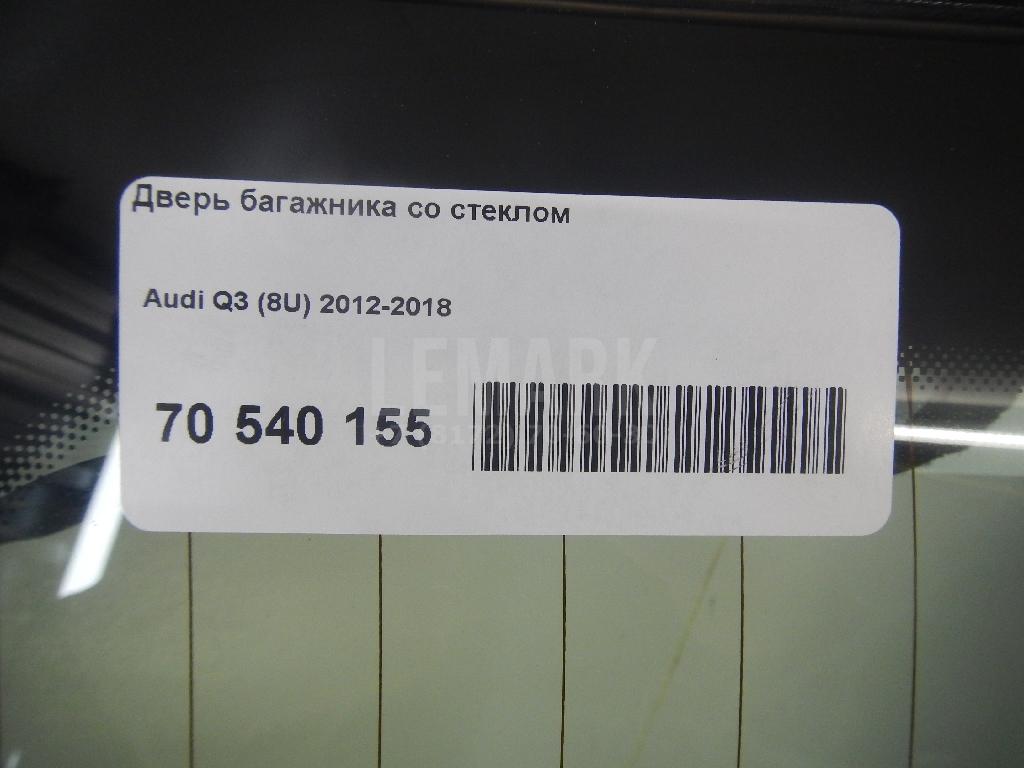 Дверь багажника со стеклом
Audi Q3 (8U) 2012-2018
LEMARK
70 540 155